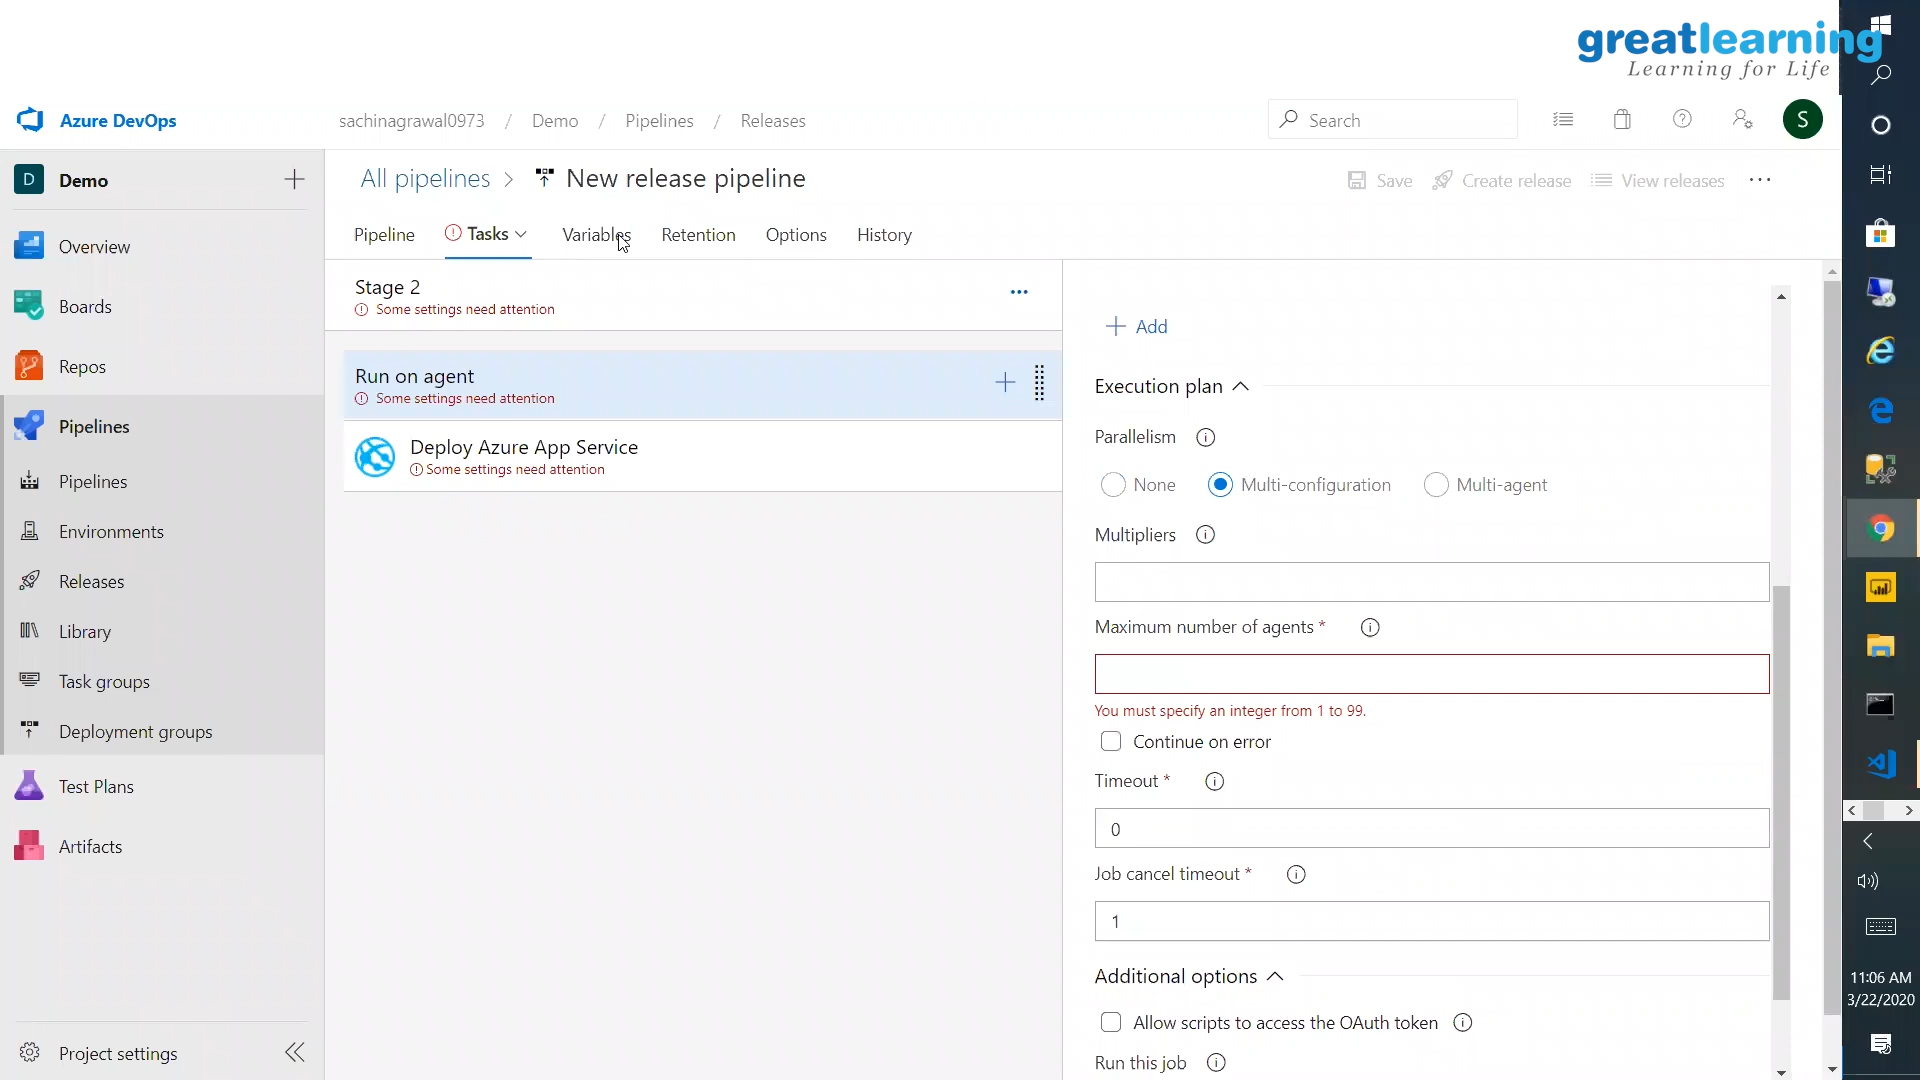 greatlearning
Learning for Life
Azure DevOps
sachinagrawal0973 / Demo / Pipelines / Releases
Search
S
D Demo
All pipelines > New release pipeline
Save
Create release
View releases
Overview
Boards
Repos
Pipelines
Pipelines
Environments
Releases
Library
Task groups
Deployment groups
Test Plans
Artifacts
Project settings
Pipeline
Tasks
Variables
Retention
Options
History
Stage 2
Some settings need attention
Run on agent
Some settings need attention
Deploy Azure App Service
Some settings need attention
+ Add
Execution plan
Parallelism
None
Multi-configuration
Multi-agent
Multipliers
Maximum number of agents *
You must specify an integer from 1 to 99.
Continue on error
Timeout *
0
Job cancel timeout *
1
Additional options
Allow scripts to access the OAuth token
Run this job
11:06 AM
3/22/2020